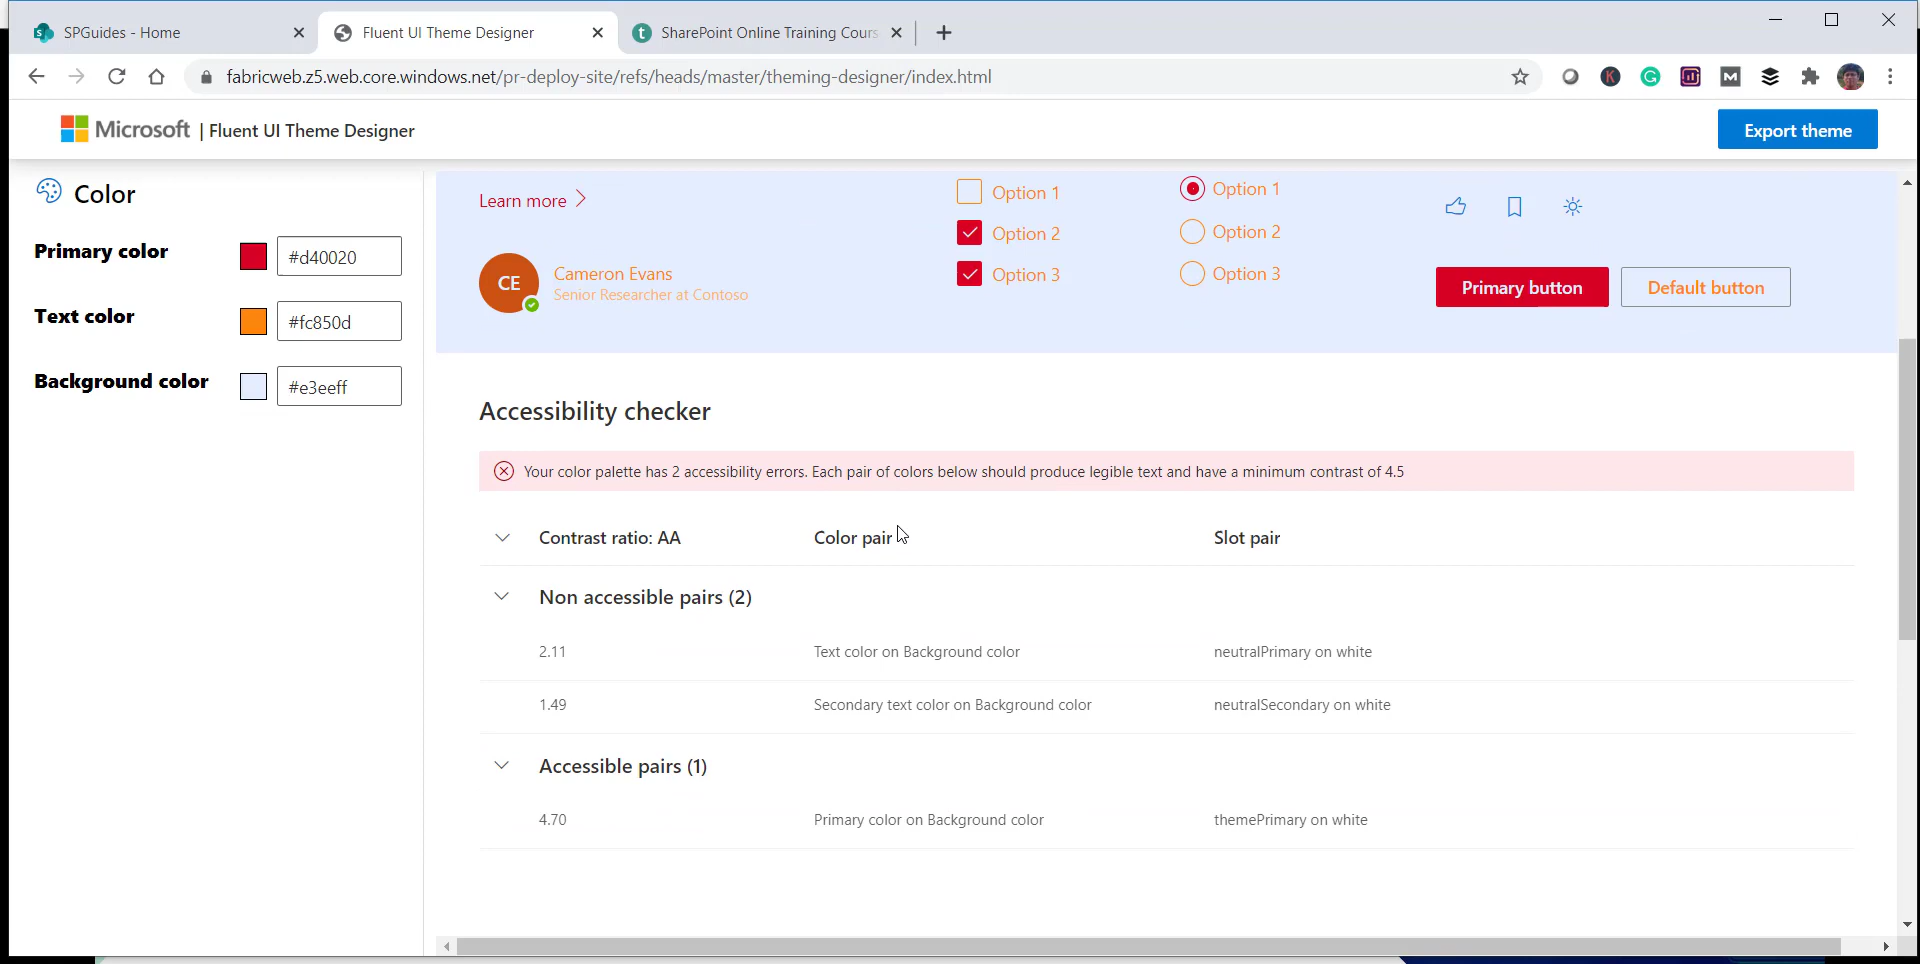 SPGuides - Home
Fluent UI Theme Designer
SharePoint Online Training Cours
fabricweb.z5.web.core.windows.net/pr-deploy-site/refs/heads/master/theming-designer/index.html
Microsoft | Fluent UI Theme Designer
Export theme
Color
Primary color
#d40020
Text color
#fc850d
Background color
#e3eeff
Learn more
CE
Cameron Evans
Senior Researcher at Contoso
Option 1
Option 2
Option 3
Option 1
Option 2
Option 3
Primary button
Default button
Accessibility checker
Your color palette has 2 accessibility errors. Each pair of colors below should produce legible text and have a minimum contrast of 4.5
Contrast ratio: AA Color pair Slot pair
Non accessible pairs (2)
2.11 Text color on Background color neutralPrimary on white
1.49 Secondary text color on Background color neutralSecondary on white
Accessible pairs (1)
4.70 Primary color on Background color themePrimary on white